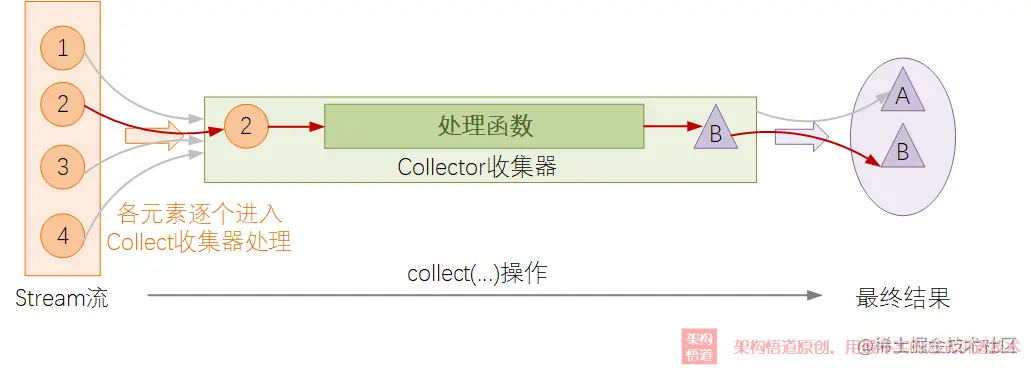 1
2
3
4
2
处理函数
B
Collector收集器
A
B
各元素逐个进入
Collect收集器处理
collect(...)操作
Stream流
最终结果
架构
悟道
架构悟道原创,用
@稀土掘金技术社区